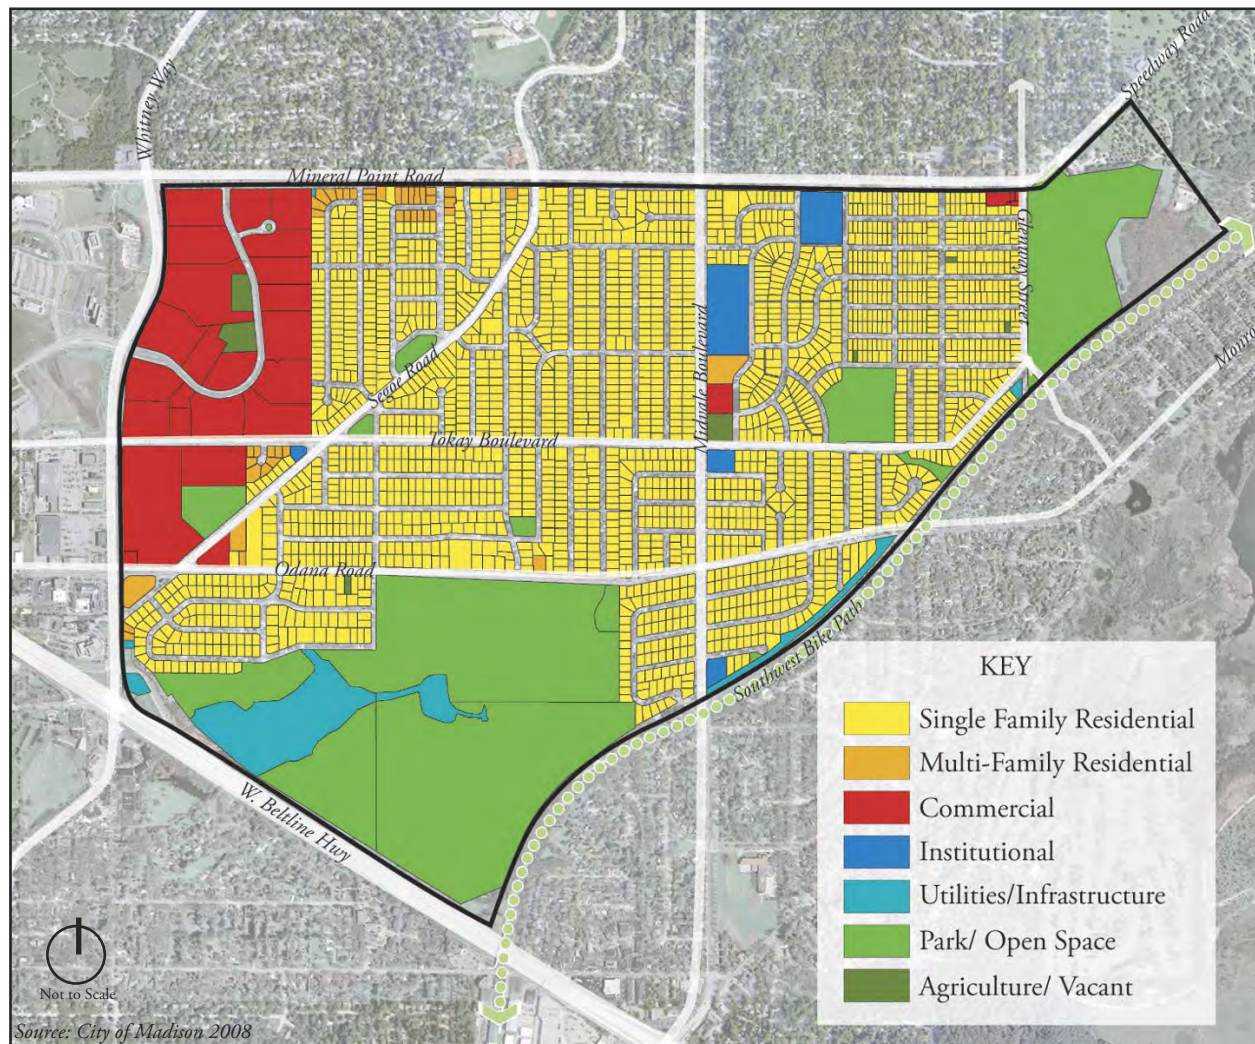 Speedway Road
Whitney Way
Mineral Point Road
Glenway Street
Monro
Segoe Road
Midvale Boulevard
Tokay Boulevard
Odana Road
Southwest Bike Path
W. Beltline Hwy
KEY
Single Family Residential
Multi-Family Residential
Commercial
Institutional
Utilities/Infrastructure
Park/ Open Space
Agriculture/ Vacant
Not to Scale
Source: City of Madison 2008